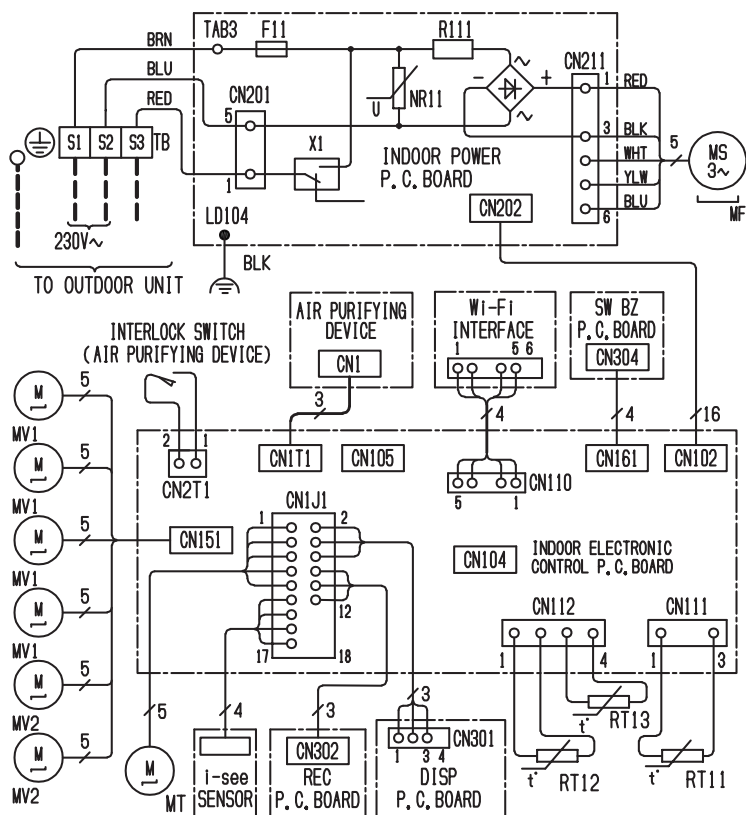 BRN
TAB3
F11
R111
CN211
BLU
RED
CN201
U
NR11
~
-
+
~
1
RED
3
BLK
WHT
YLW
BLU
6
5
MS
3~
MF
S1
S2
S3
TB
5
1
X1
INDOOR POWER
P.C.BOARD
LD104
BLK
CN202
230V~
TO OUTDOOR UNIT
INTERLOCK SWITCH
(AIR PURIFYING DEVICE)
AIR PURIFYING
DEVICE
CN1
3
Wi-Fi
INTERFACE
1
5 6
4
SW BZ
P.C.BOARD
CN304
4
16
M
5
MV1
M
5
MV1
M
5
MV1
M
5
MV1
M
5
MV2
M
5
MV2
2
1
CN2T1
CN1T1
CN105
CN110
5
1
CN161
CN102
CN151
CN1J1
1
2
12
17
18
CN104
INDOOR ELECTRONIC
CONTROL P.C.BOARD
CN112
1
4
CN111
1
3
t°
RT13
t°
RT12
t°
RT11
5
M
MT
4
i-see
SENSOR
3
CN302
REC
P.C.BOARD
3
CN301
1
3
4
DISP
P.C.BOARD